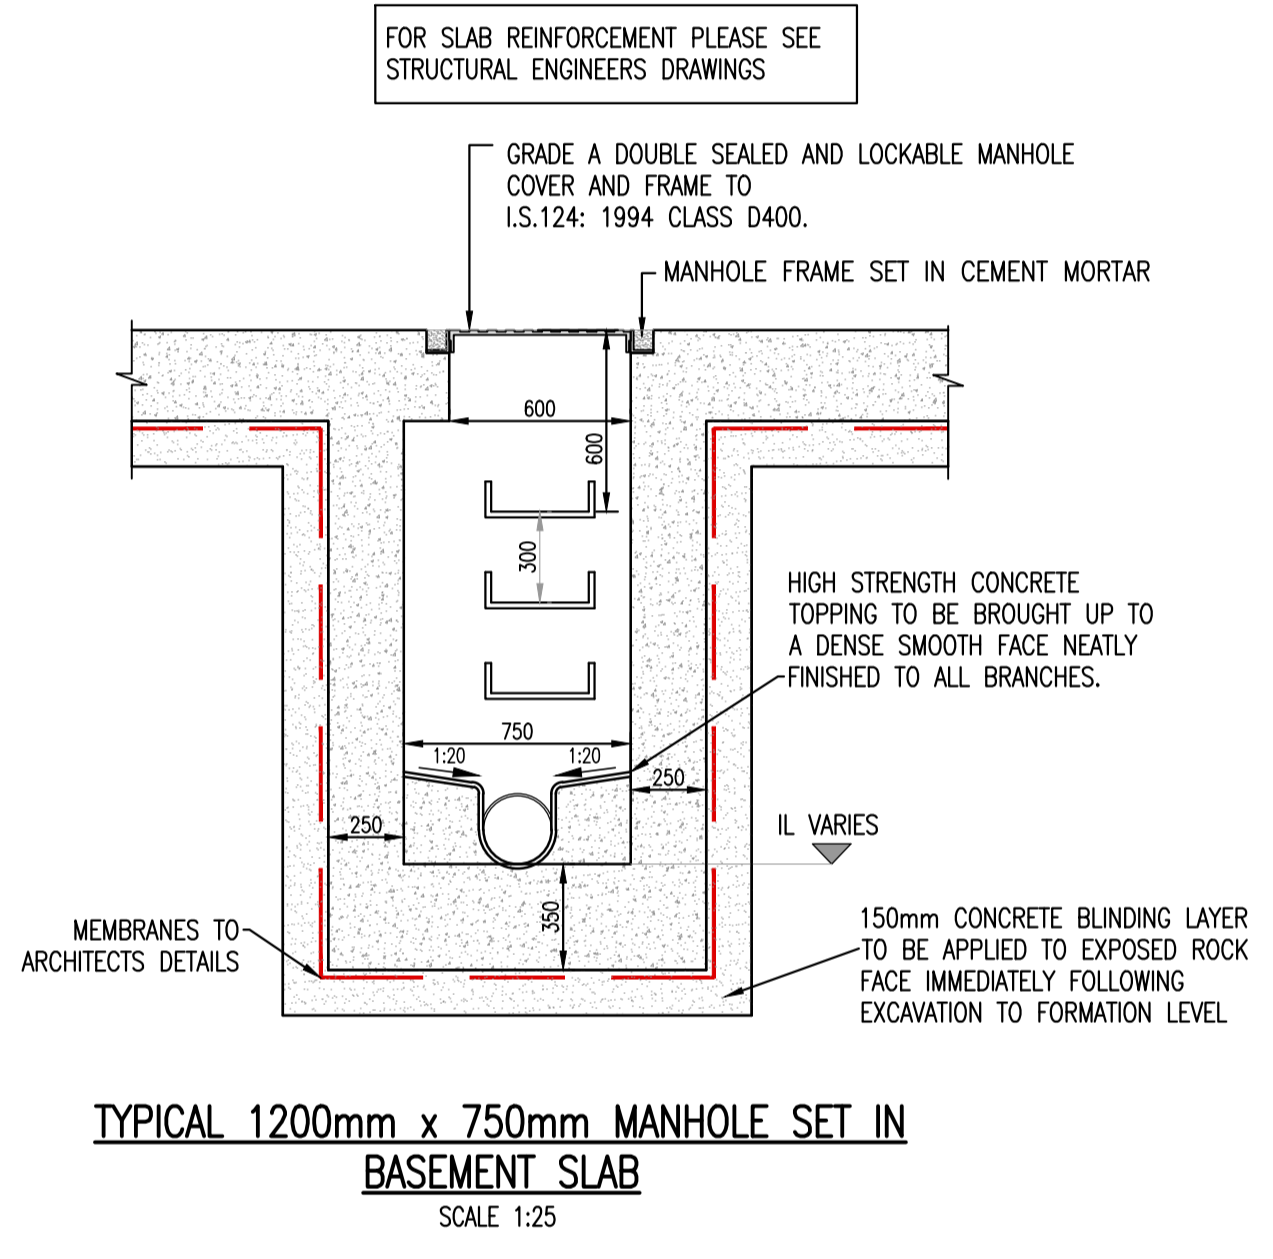 FOR SLAB REINFORCEMENT PLEASE SEE
STRUCTURAL ENGINEERS DRAWINGS
GRADE A DOUBLE SEALED AND LOCKABLE MANHOLE
COVER AND FRAME TO
I.S.124: 1994 CLASS D400.
MANHOLE FRAME SET IN CEMENT MORTAR
600
600
300
HIGH STRENGTH CONCRETE
TOPPING TO BE BROUGHT UP TO
A DENSE SMOOTH FACE NEATLY
FINISHED TO ALL BRANCHES.
750
1:20
1:20
250
250
IL VARIES
350
MEMBRANES TO
ARCHITECTS DETAILS
150mm CONCRETE BLINDING LAYER
TO BE APPLIED TO EXPOSED ROCK
FACE IMMEDIATELY FOLLOWING
EXCAVATION TO FORMATION LEVEL
TYPICAL 1200mm x 750mm MANHOLE SET IN
BASEMENT SLAB
SCALE 1:25